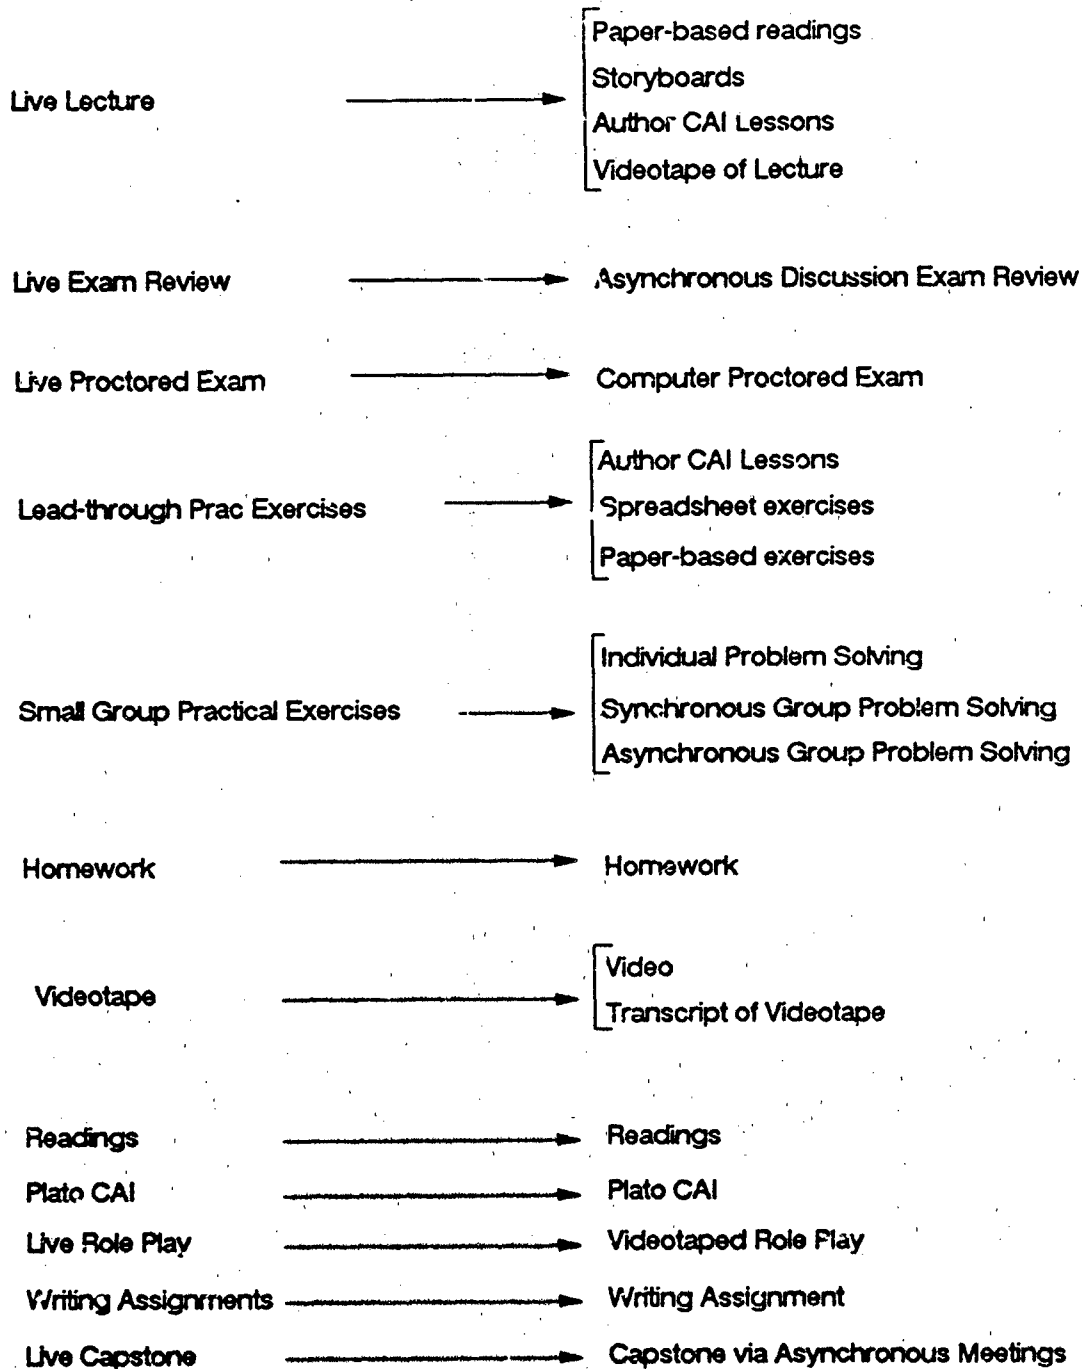 Live Lecture
Paper-based readings
Storyboards
Author CAI Lessons
Videotape of Lecture
Live Exam Review
Asynchronous Discussion Exam Review
Live Proctored Exam
Computer Proctored Exam
Lead-through Prac Exercises
Author CAI Lessons
Spreadsheet exercises
Paper-based exercises
Small Group Practical Exercises
Individual Problem Solving
Synchronous Group Problem Solving
Asynchronous Group Problem Solving
Homework
Homework
Videotape
Video
Transcript of Videotape
Readings
Readings
Plato CAI
Plato CAI
Live Role Play
Videotaped Role Play
Writing Assignments
Writing Assignment
Live Capstone
Capstone via Asynchronous Meetings